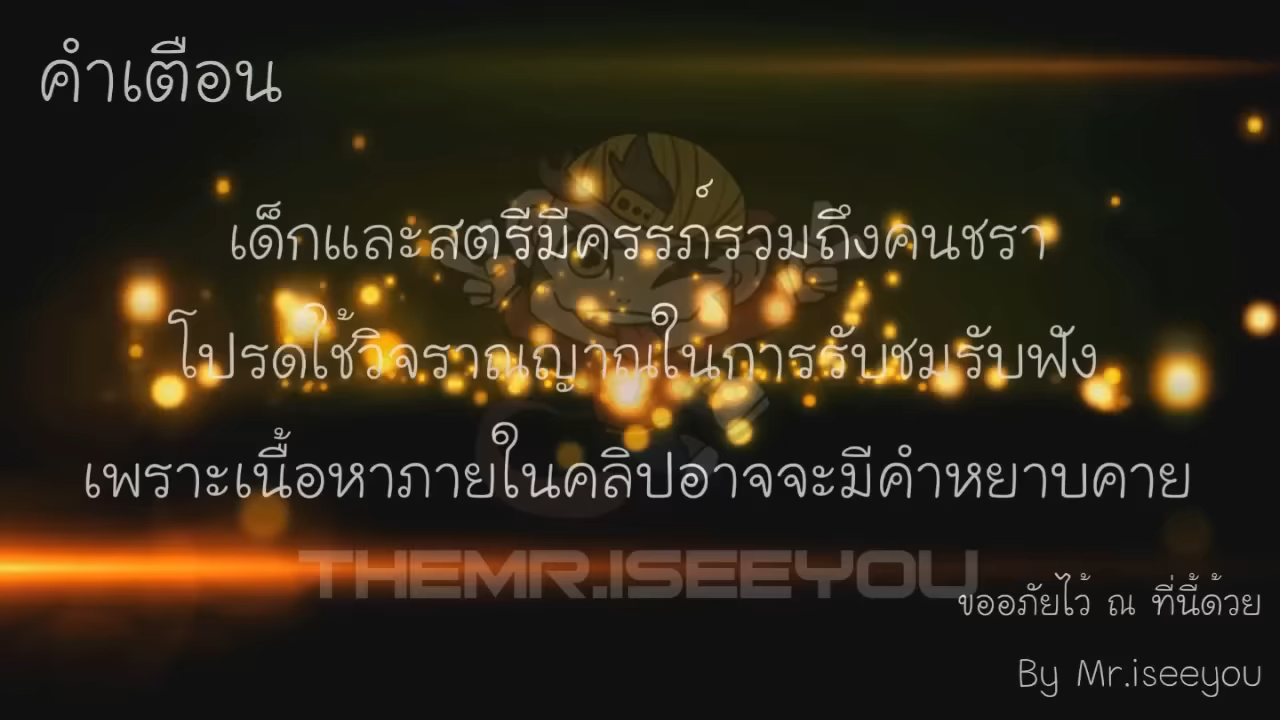 คำเตือน
เด็กและสตรีมีครรภ์รวมถึงคนชรา
โปรดใช้วิจราณญาณในการรับชมรับฟัง
เพราะเนื้อหาภายในคลิปอาจจะมีคำหยาบคาย
THEMR.ISEEYOU
ขออภัยไว้ ณ ที่นี้ด้วย
By Mr.iseeyou